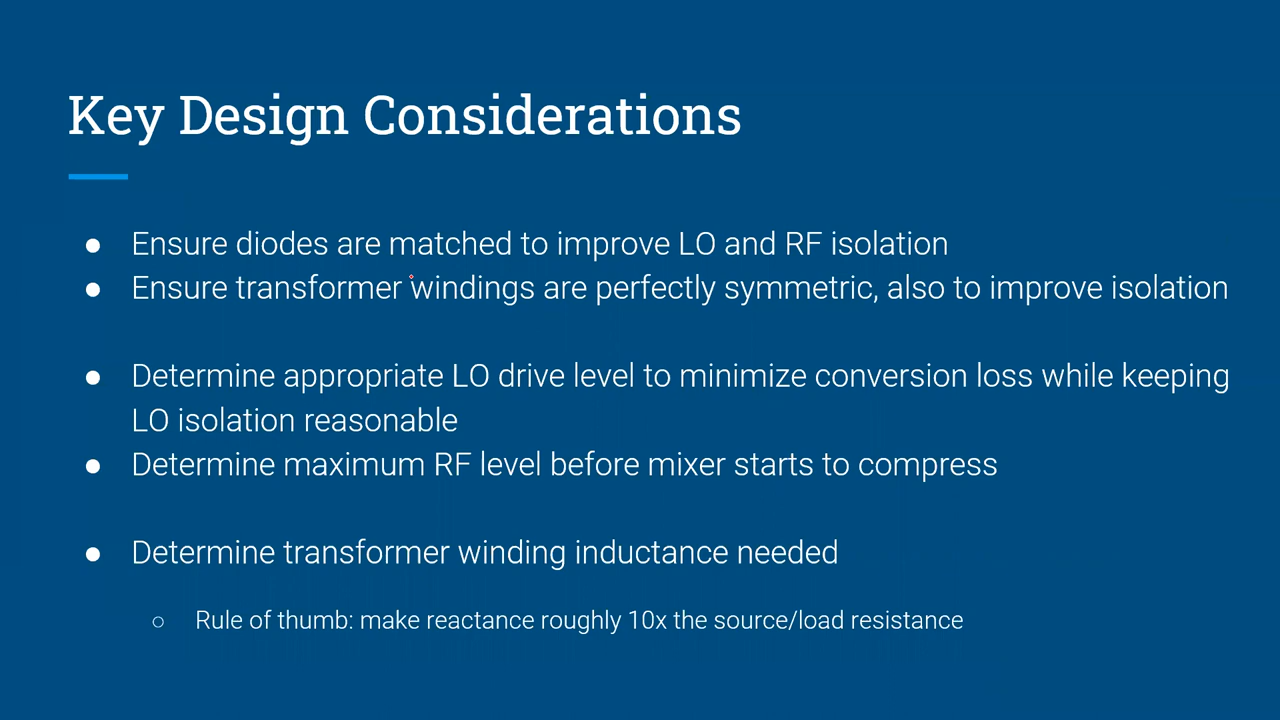 Key Design Considerations
● Ensure diodes are matched to improve LO and RF isolation
● Ensure transformer windings are perfectly symmetric, also to improve isolation
● Determine appropriate LO drive level to minimize conversion loss while keeping
LO isolation reasonable
● Determine maximum RF level before mixer starts to compress
● Determine transformer winding inductance needed
○ Rule of thumb: make reactance roughly 10x the source/load resistance